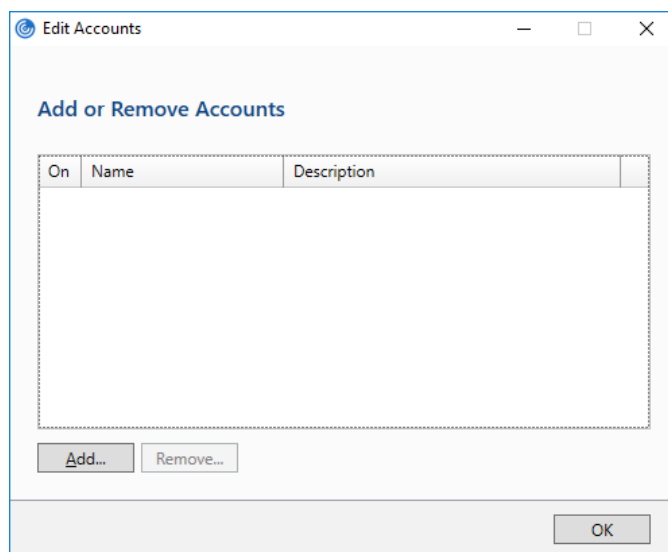 Edit Accounts
Add or Remove Accounts
On Name Description
Add... Remove...
OK